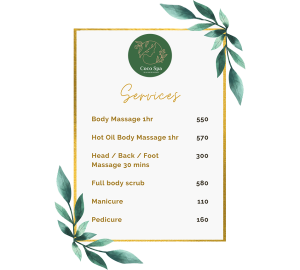 Coco Spa
Services
Body Massage 1hr 550
Hot Oil Body Massage 1hr 570
Head / Back / Foot 300
Massage 30 mins
Full body scrub 580
Manicure 110
Pedicure 160